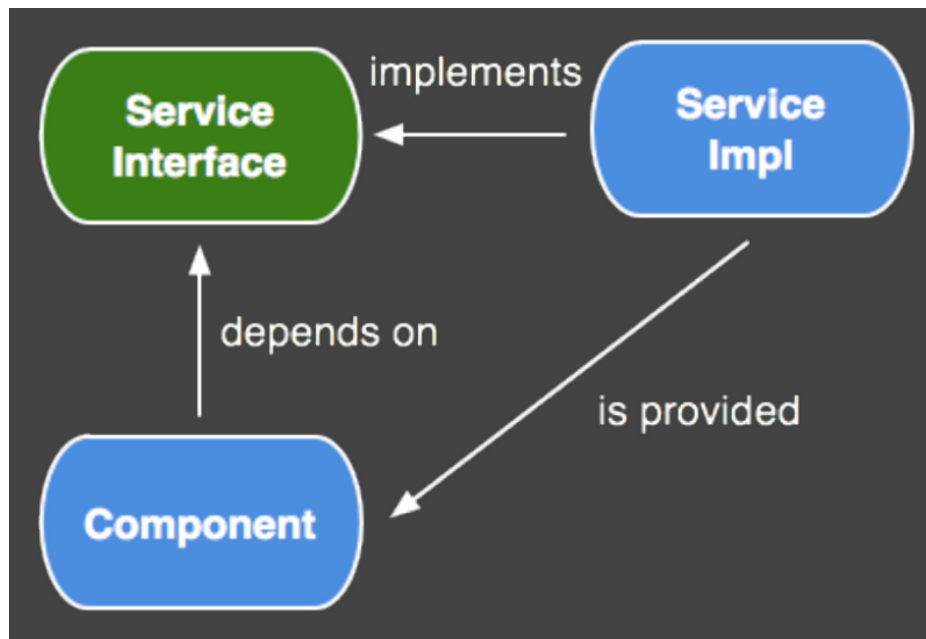 implements
Service
Interface
Service
Impl
depends on
is provided
Component